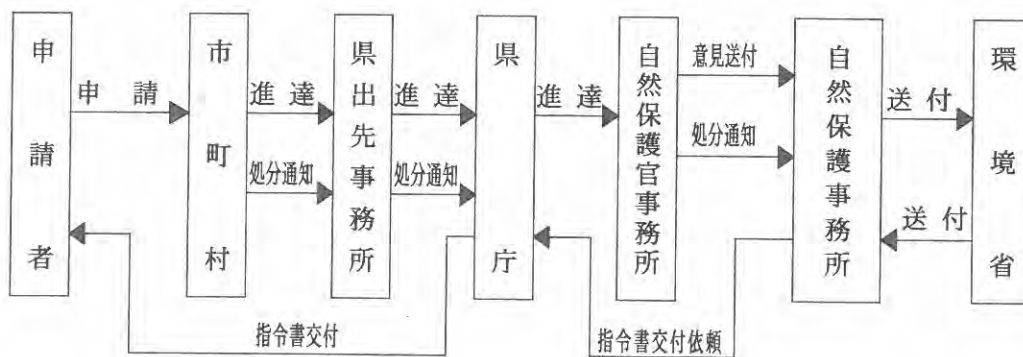 申請者
申請
市町村
進達
処分通知
県出先事務所
進達
処分通知
県庁
進達
自然保護官事務所
意見送付
処分通知
自然保護事務所
送付
送付
環境省
指令書交付
指令書交付依頼